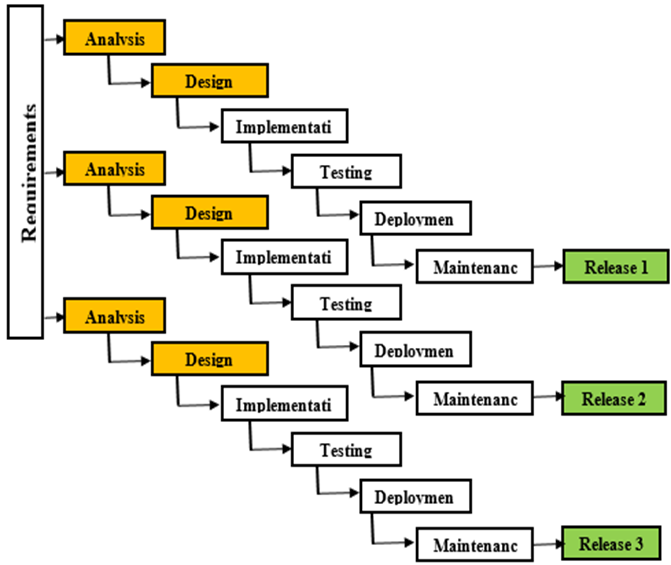 Requirements
Analysis
Design
Implementati
Testing
Deploymen
Maintenanc
Release 1
Analysis
Design
Implementati
Testing
Deploymen
Maintenanc
Release 2
Analysis
Design
Implementati
Testing
Deploymen
Maintenanc
Release 3